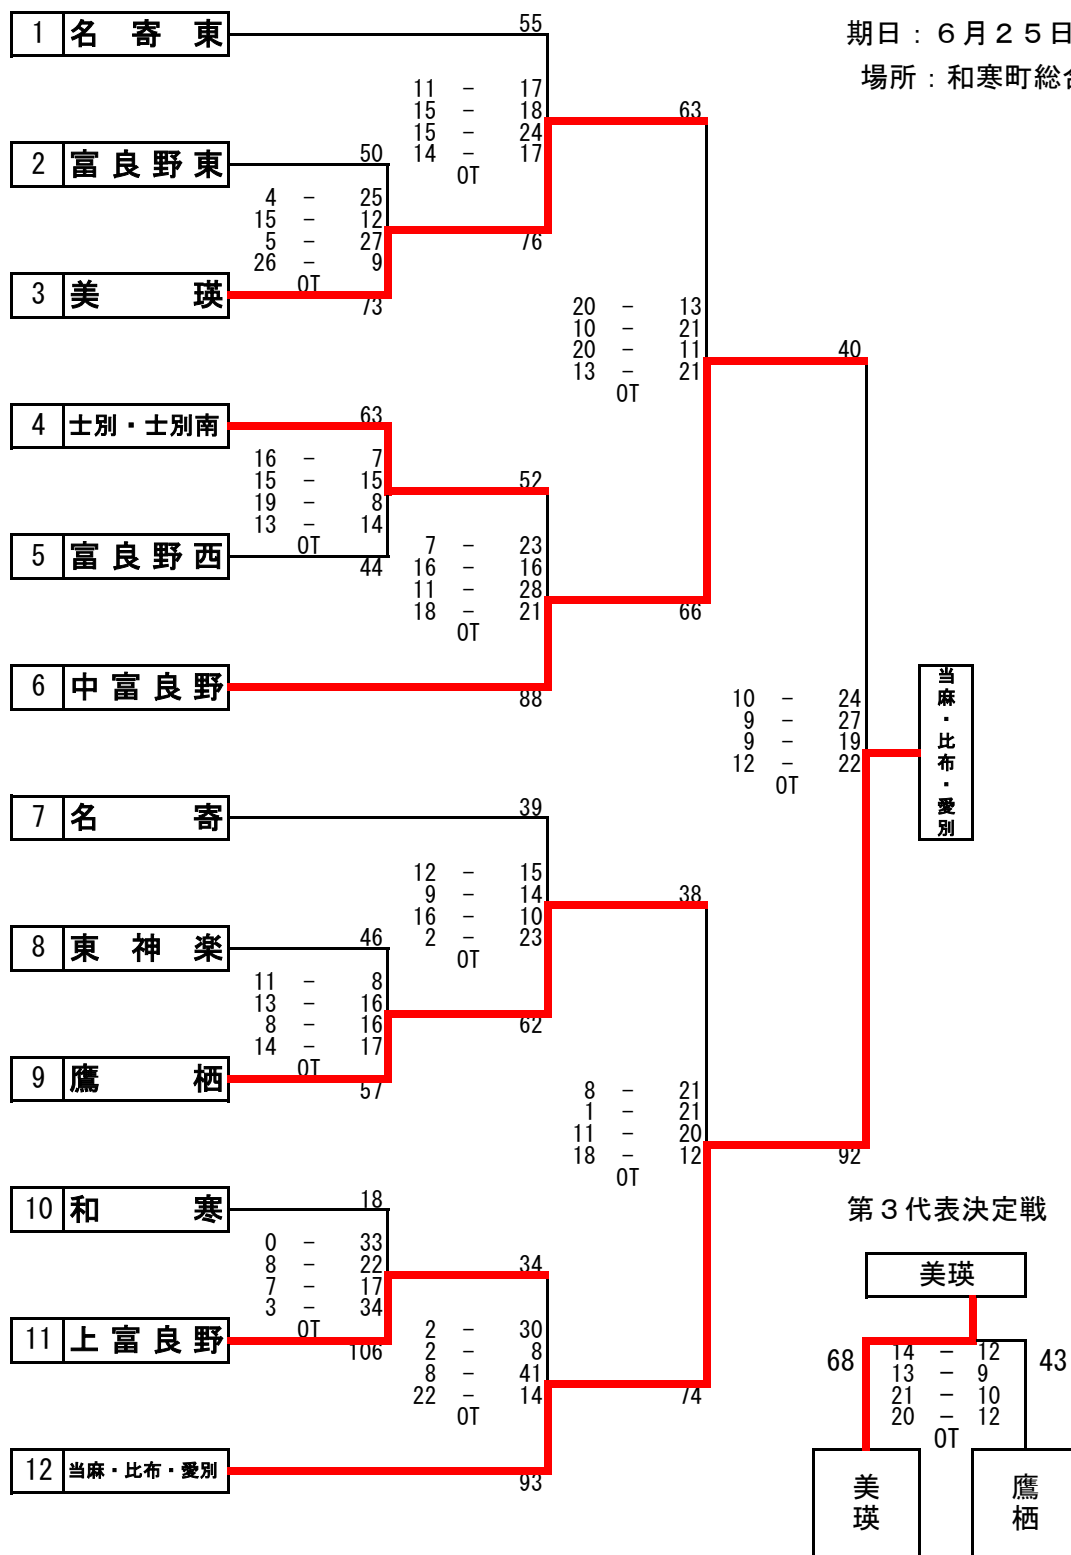 期日：６月２５日
場所：和寒町総合
1 名寄東
55
11 － 17
15 － 18
15 － 24
14 － 17
OT
63
2 富良野東
50
4 － 25
15 － 12
5 － 27
26 － 9
OT
76
3 美瑛
73
20 － 13
10 － 21
20 － 11
13 － 21
OT
40
4 士別・士別南
63
16 － 7
15 － 15
19 － 8
13 － 14
OT
52
5 富良野西
44
7 － 23
16 － 16
11 － 28
18 － 21
OT
66
6 中富良野
88
10 － 24
9 － 27
9 － 19
12 － 22
OT
当麻・比布・愛別
7 名寄
39
12 － 15
9 － 14
16 － 10
2 － 23
OT
38
8 東神楽
46
11 － 8
13 － 16
8 － 16
14 － 17
OT
62
9 鷹栖
57
8 － 21
1 － 21
11 － 20
18 － 12
OT
92
10 和寒
18
0 － 33
8 － 22
7 － 17
3 － 34
OT
34
11 上富良野
106
2 － 30
2 － 8
8 － 41
22 － 14
OT
74
12 当麻・比布・愛別
93
第３代表決定戦
美瑛
68
14 － 12
13 － 9
21 － 10
20 － 12
OT
43
美瑛
鷹栖